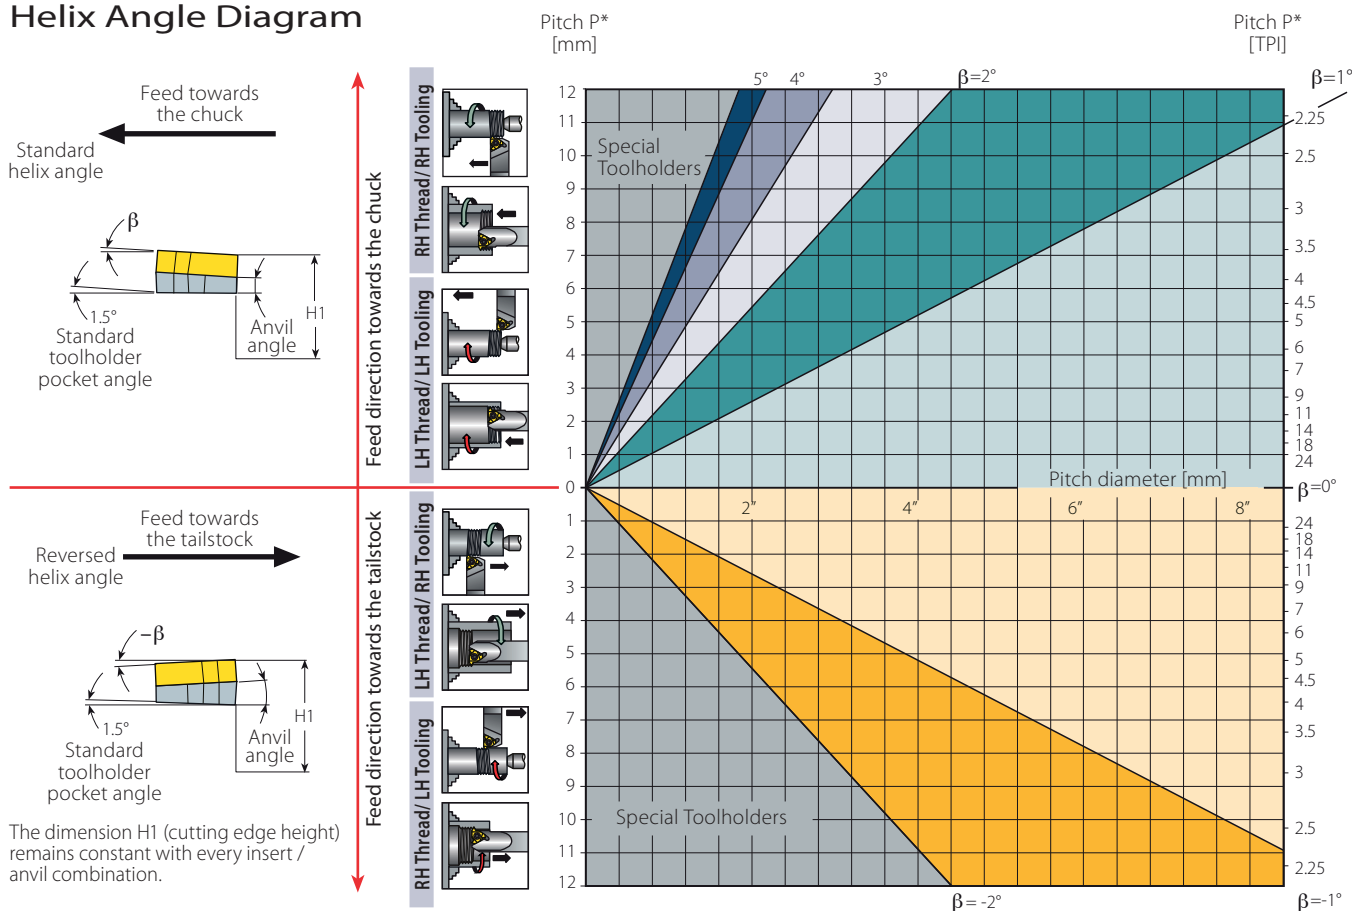 Helix Angle Diagram
Feed towards
the chuck
Standard
helix angle
β
1.5°
Standard
toolholder
pocket angle
Anvil
angle
H1
Feed towards
the tailstock
Reversed
helix angle
–β
1.5°
Standard
toolholder
pocket angle
Anvil
angle
H1
The dimension H1 (cutting edge height)
remains constant with every insert /
anvil combination.
Feed direction towards the chuck
Feed direction towards the tailstock
RH Thread/ RH Tooling
LH Thread/ LH Tooling
LH Thread/ RH Tooling
RH Thread/ LH Tooling
Pitch P*
[mm]
Pitch P*
[TPI]
5°
4°
3°
β=2°
β=1°
12
11
10
9
8
7
6
5
4
3
2
1
0
1
2
3
4
5
6
7
8
9
10
11
12
Special
Toolholders
Pitch diameter [mm]
2”
4”
6”
8”
Special Toolholders
2.25
2.5
3
3.5
4
4.5
5
6
7
9
11
14
18
24
β=0°
24
18
14
11
9
7
6
5
4.5
4
3.5
3
2.5
2.25
β= -2°
β=-1°